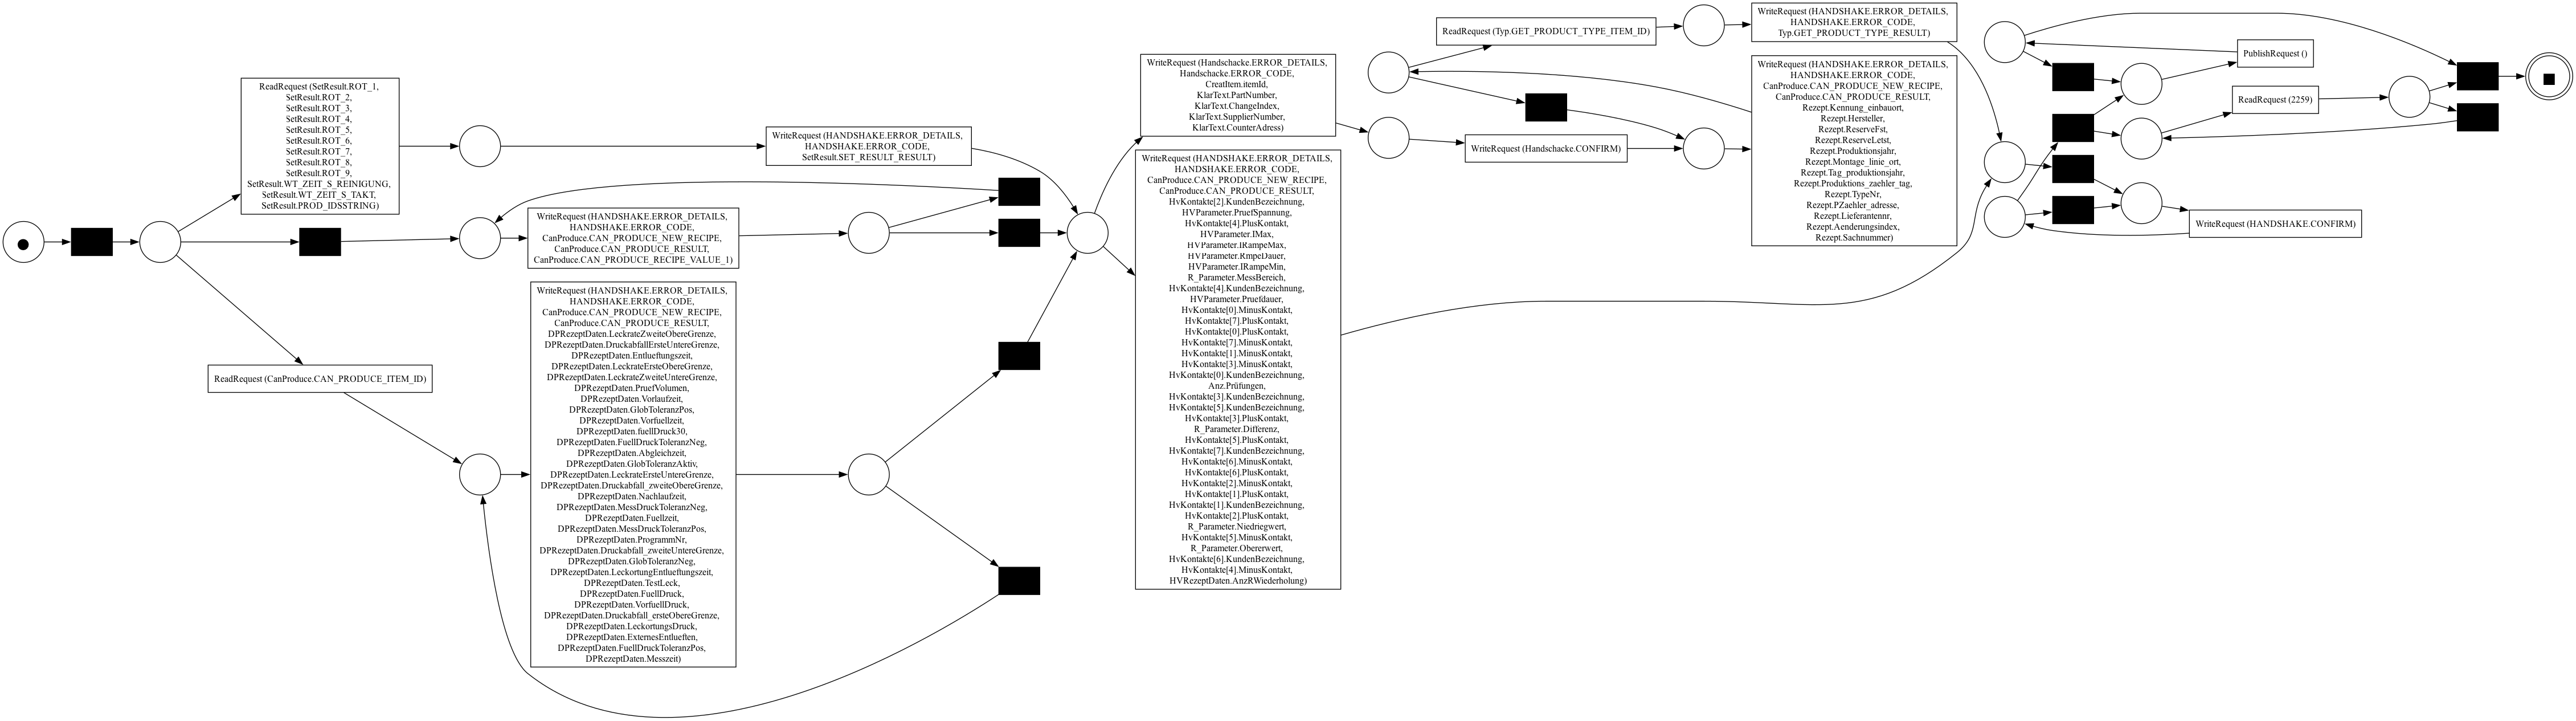 ReadRequest (SetResult.ROT_1,
SetResult.ROT_2,
SetResult.ROT_3,
SetResult.ROT_4,
SetResult.ROT_5,
SetResult.ROT_6,
SetResult.ROT_7,
SetResult.ROT_8,
SetResult.ROT_9,
SetResult.WT_ZEIT_S_REINIGUNG,
SetResult.WT_ZEIT_S_TAKT,
SetResult.PROD_IDSSTRING)
ReadRequest (CanProduce.CAN_PRODUCE_ITEM_ID)
WriteRequest (HANDSHAKE.ERROR_DETAILS,
HANDSHAKE.ERROR_CODE,
CanProduce.CAN_PRODUCE_NEW_RECIPE,
CanProduce.CAN_PRODUCE_RESULT,
CanProduce.CAN_PRODUCE_RECIPE_VALUE_1)
WriteRequest (HANDSHAKE.ERROR_DETAILS,
HANDSHAKE.ERROR_CODE,
CanProduce.CAN_PRODUCE_NEW_RECIPE,
CanProduce.CAN_PRODUCE_RESULT,
DPRezeptDaten.LeckrateZweiteObereGrenze,
DPRezeptDaten.DruckabfallErsteUntereGrenze,
DPRezeptDaten.Entlueftungszeit,
DPRezeptDaten.LeckrateErsteObereGrenze,
DPRezeptDaten.LeckrateZweiteUntereGrenze,
DPRezeptDaten.PruefVolumen,
DPRezeptDaten.Vorlaufzeit,
DPRezeptDaten.GlobToleranzPos,
DPRezeptDaten.Vorfuellzeit,
DPRezeptDaten.fuellDruck30,
DPRezeptDaten.FuellDruckToleranzNeg,
DPRezeptDaten.Abgleichzeit,
DPRezeptDaten.GlobToleranzAktiv,
DPRezeptDaten.LeckrateErsteUntereGrenze,
DPRezeptDaten.Druckabfall_zweiteObereGrenze,
DPRezeptDaten.Nachlaufzeit,
DPRezeptDaten.MessDruckToleranzNeg,
DPRezeptDaten.Fuellzeit,
DPRezeptDaten.MessDruckToleranzPos,
DPRezeptDaten.ProgrammNr,
DPRezeptDaten.Druckabfall_zweiteUntereGrenze,
DPRezeptDaten.GlobToleranzNeg,
DPRezeptDaten.LeckortungEntlueftungszeit,
DPRezeptDaten.TestLeck,
DPRezeptDaten.FuellDruck,
DPRezeptDaten.VorfuellDruck,
DPRezeptDaten.Druckabfall_ersteObereGrenze,
DPRezeptDaten.LeckortungsDruck,
DPRezeptDaten.ExternesEntlueften,
DPRezeptDaten.FuellDruckToleranzPos,
DPRezeptDaten.Messzeit)
WriteRequest (HANDSHAKE.ERROR_DETAILS,
HANDSHAKE.ERROR_CODE,
SetResult.SET_RESULT_RESULT)
WriteRequest (Handschacke.ERROR_DETAILS,
Handschacke.ERROR_CODE,
CreatItem.itemId,
KlarText.PartNumber,
KlarText.ChangeIndex,
KlarText.SupplierNumber,
KlarText.CounterAdress)
WriteRequest (HANDSHAKE.ERROR_DETAILS,
HANDSHAKE.ERROR_CODE,
CanProduce.CAN_PRODUCE_NEW_RECIPE,
CanProduce.CAN_PRODUCE_RESULT,
HvKontakte[2].KundenBezeichnung,
HVParameter.PruefSpannung,
HvKontakte[4].PlusKontakt,
HVParameter.IMax,
HVParameter.IRampeMax,
HVParameter.RmpeDauer,
HVParameter.IRampeMin,
R_Parameter.MessBereich,
HvKontakte[4].KundenBezeichnung,
HVParameter.Pruefdauer,
HvKontakte[0].MinusKontakt,
HvKontakte[7].PlusKontakt,
HvKontakte[0].PlusKontakt,
HvKontakte[7].MinusKontakt,
HvKontakte[1].MinusKontakt,
HvKontakte[3].MinusKontakt,
HvKontakte[0].KundenBezeichnung,
Anz.Prüfungen,
HvKontakte[3].KundenBezeichnung,
HvKontakte[5].KundenBezeichnung,
HvKontakte[3].PlusKontakt,
R_Parameter.Differenz,
HvKontakte[5].PlusKontakt,
HvKontakte[7].KundenBezeichnung,
HvKontakte[6].MinusKontakt,
HvKontakte[6].PlusKontakt,
HvKontakte[2].MinusKontakt,
HvKontakte[1].PlusKontakt,
HvKontakte[1].KundenBezeichnung,
HvKontakte[2].PlusKontakt,
R_Parameter.Niedriegwert,
HvKontakte[5].MinusKontakt,
R_Parameter.Obererwert,
HvKontakte[6].KundenBezeichnung,
HvKontakte[4].MinusKontakt,
HVRezeptDaten.AnzRWiederholung)
ReadRequest (Typ.GET_PRODUCT_TYPE_ITEM_ID)
WriteRequest (Handschacke.CONFIRM)
WriteRequest (HANDSHAKE.ERROR_DETAILS,
HANDSHAKE.ERROR_CODE,
Typ.GET_PRODUCT_TYPE_RESULT)
WriteRequest (HANDSHAKE.ERROR_DETAILS,
HANDSHAKE.ERROR_CODE,
CanProduce.CAN_PRODUCE_NEW_RECIPE,
CanProduce.CAN_PRODUCE_RESULT,
Rezept.Kennung_einbauort,
Rezept.Hersteller,
Rezept.ReserveFst,
Rezept.ReserveLetst,
Rezept.Produktionsjahr,
Rezept.Montage_linie_ort,
Rezept.Tag_produktionsjahr,
Rezept.Produktions_zaehler_tag,
Rezept.TypeNr,
Rezept.PZaehler_adresse,
Rezept.Lieferantennr,
Rezept.Aenderungsindex,
Rezept.Sachnummer)
PublishRequest ()
ReadRequest (2259)
WriteRequest (HANDSHAKE.CONFIRM)